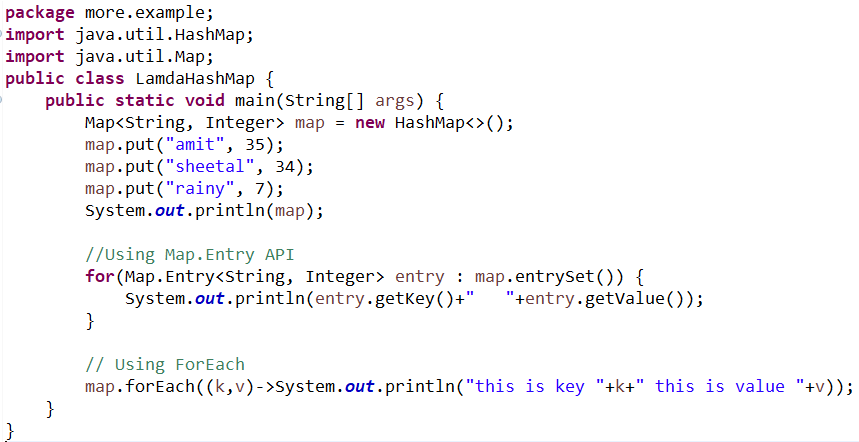 package more.example;
import java.util.HashMap;
import java.util.Map;
public class LamdaHashMap {
    public static void main(String[] args) {
        Map<String, Integer> map = new HashMap<>();
        map.put("amit", 35);
        map.put("sheetal", 34);
        map.put("rainy", 7);
        System.out.println(map);

        //Using Map.Entry API
        for(Map.Entry<String, Integer> entry : map.entrySet()) {
            System.out.println(entry.getKey()+"   "+entry.getValue());
        }

        // Using ForEach
        map.forEach((k,v)->System.out.println("this is key "+k+" this is value "+v));
    }
}